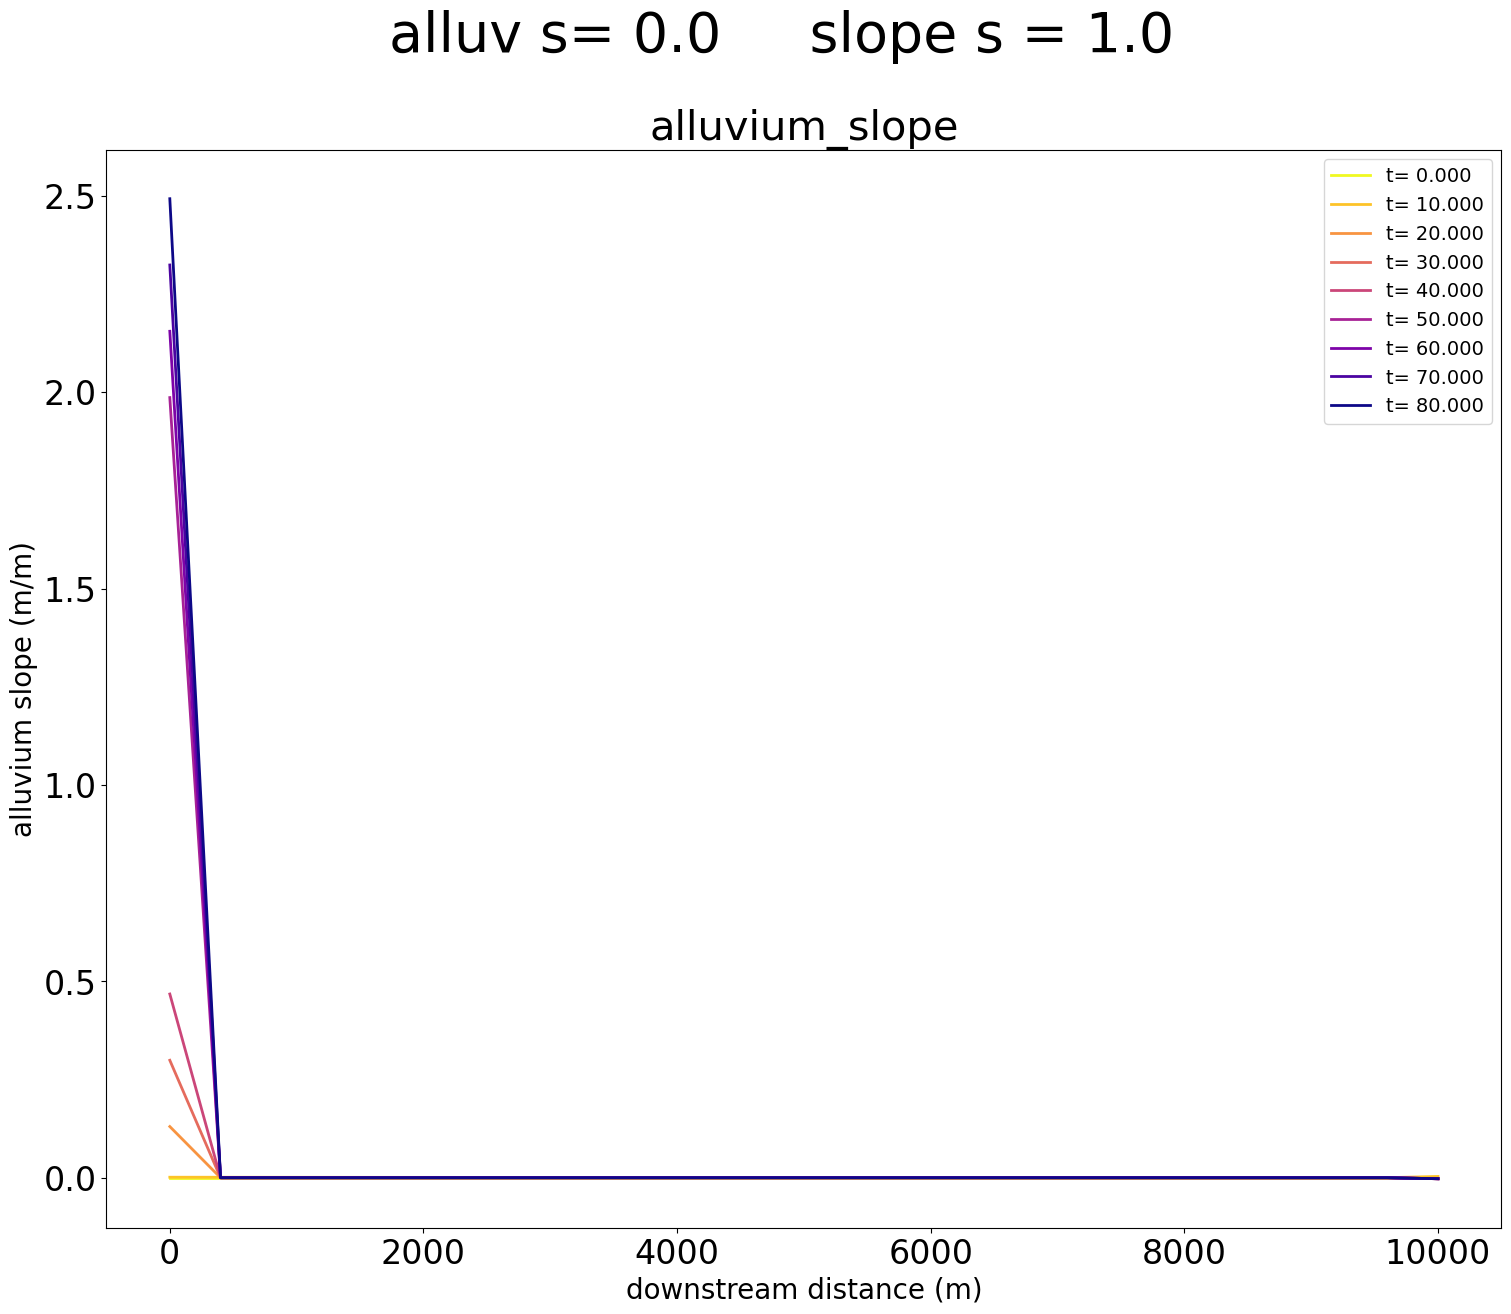 alluv s= 0.0 slope s = 1.0
alluvium_slope
t= 0.000
t= 10.000
t= 20.000
t= 30.000
t= 40.000
t= 50.000
t= 60.000
t= 70.000
t= 80.000
alluvium slope (m/m)
2.5
2.0
1.5
1.0
0.5
0.0
0 2000 4000 6000 8000 10000
downstream distance (m)